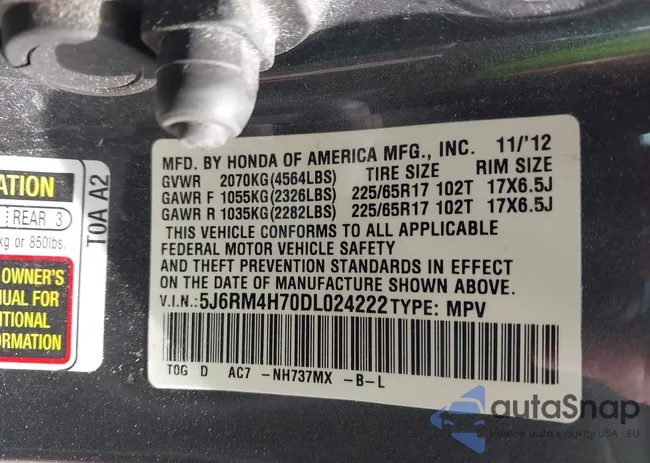 MFD. BY HONDA OF AMERICA MFG., INC. 11/'12
GVWR 2070KG(4564LBS) TIRE SIZE RIM SIZE
GAWR F 1055KG(2326LBS) 225/65R17 102T 17X6.5J
GAWR R 1035KG(2282LBS) 225/65R17 102T 17X6.5J
THIS VEHICLE CONFORMS TO ALL APPLICABLE
FEDERAL MOTOR VEHICLE SAFETY
AND THEFT PREVENTION STANDARDS IN EFFECT
ON THE DATE OF MANUFACTURE SHOWN ABOVE.
V.I.N.:5J6RM4H70DL024222 TYPE: MPV
TOG D AC7 -NH737MX -B-L
ATION
REAR 3
kg or 850lbs.
OWNER'S
UAL FOR
ITIONAL
ORMATION
T0A A2
autaSnap